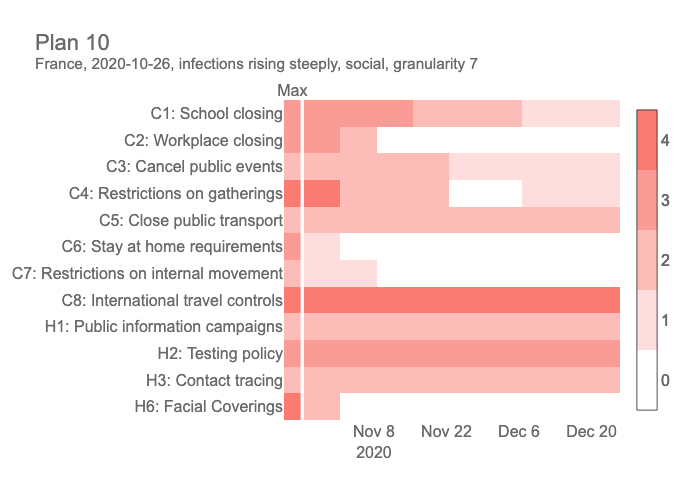 Plan 10
France, 2020-10-26, infections rising steeply, social, granularity 7
Max
C1: School closing
C2: Workplace closing
C3: Cancel public events
C4: Restrictions on gatherings
C5: Close public transport
C6: Stay at home requirements
C7: Restrictions on internal movement
C8: International travel controls
H1: Public information campaigns
H2: Testing policy
H3: Contact tracing
H6: Facial Coverings
Nov 8 Nov 22 Dec 6 Dec 20
2020
4
3
2
1
0